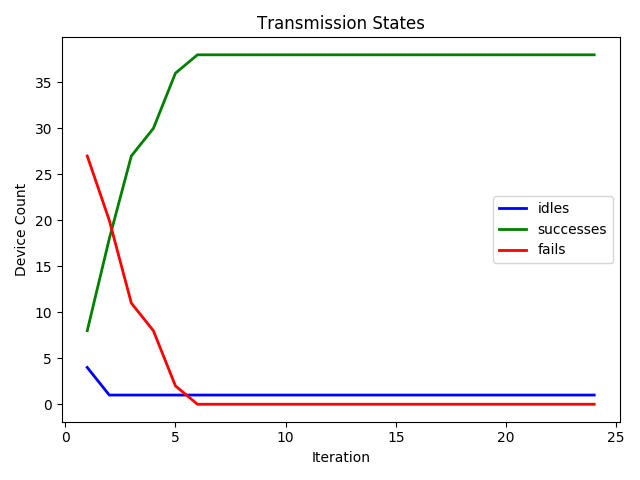 Transmission States
Device Count
35
30
25
20
15
10
5
0
idles
successes
fails
0 5 10 15 20 25
Iteration